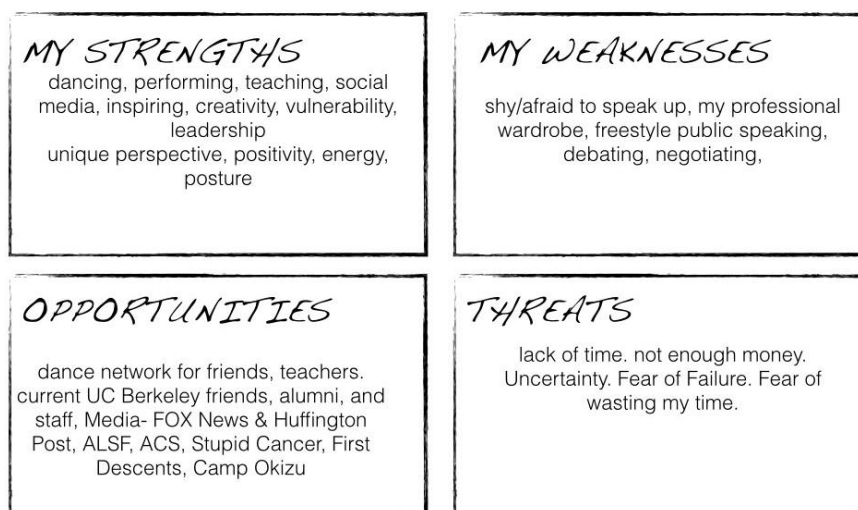 MY STRENGTHS
dancing, performing, teaching, social
media, inspiring, creativity, vulnerability,
leadership
unique perspective, positivity, energy,
posture
MY WEAKNESSES
shy/afraid to speak up, my professional
wardrobe, freestyle public speaking,
debating, negotiating,
OPPORTUNITIES
dance network for friends, teachers.
current UC Berkeley friends, alumni, and
staff, Media- FOX News & Huffington
Post, ALSF, ACS, Stupid Cancer, First
Descents, Camp Okizu
THREATS
lack of time. not enough money.
Uncertainty. Fear of Failure. Fear of
wasting my time.